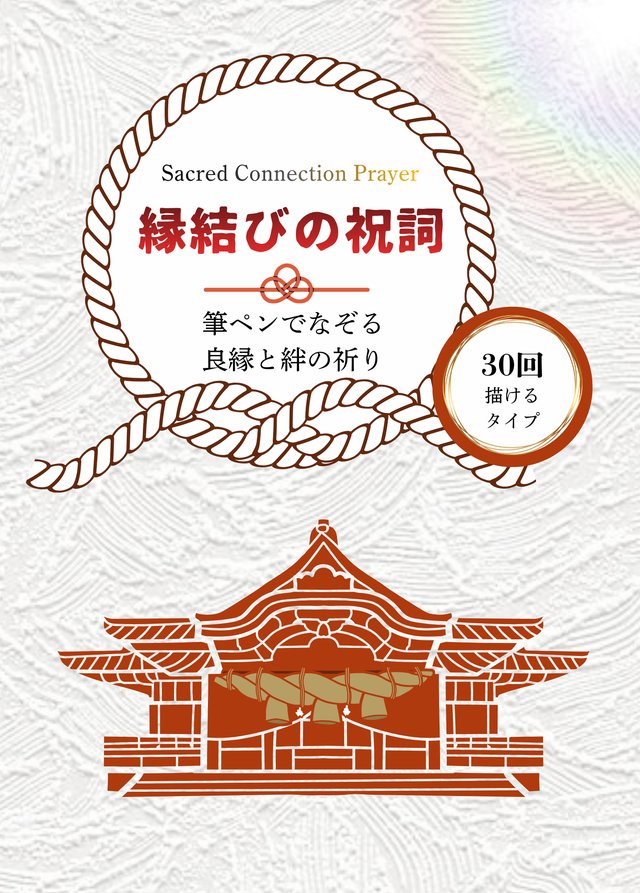 Sacred Connection Prayer
縁結びの祝詞
筆ペンでなぞる
良縁と絆の祈り
30回
描ける
タイプ